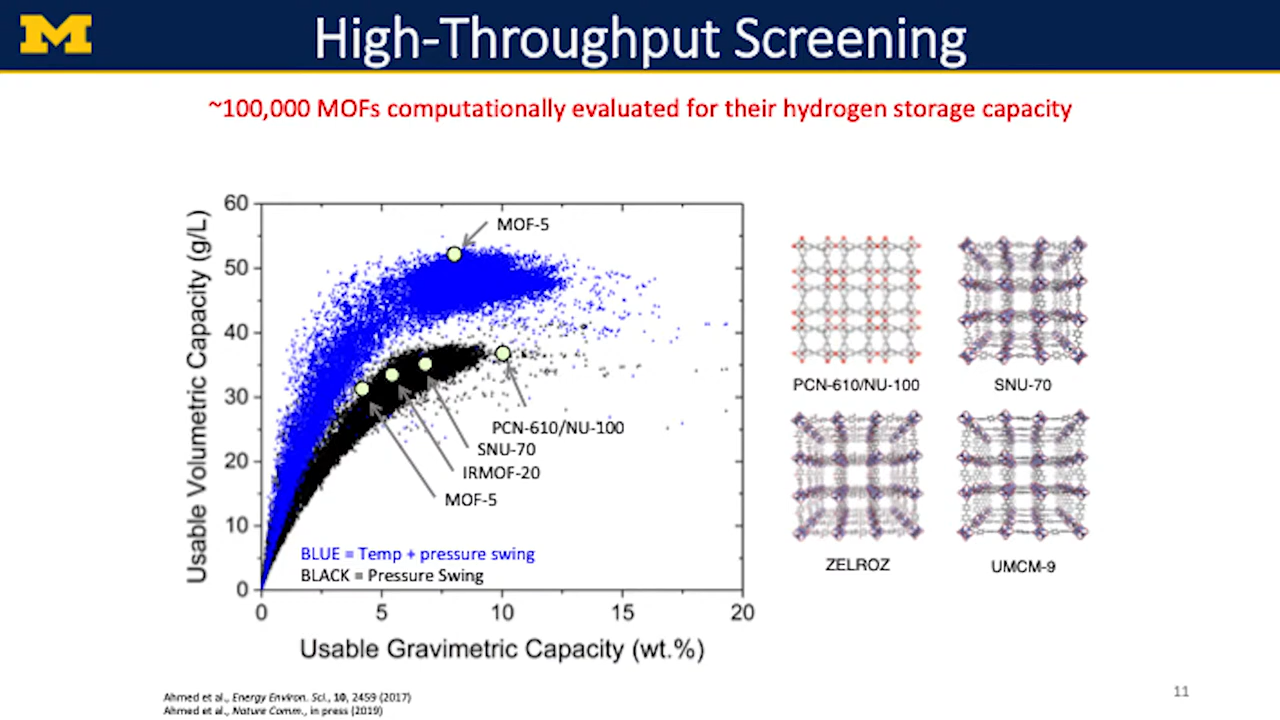 M
High-Throughput Screening
~100,000 MOFs computationally evaluated for their hydrogen storage capacity
Usable Volumetric Capacity (g/L)
60
50
40
30
20
10
0
MOF-5
PCN-610/NU-100
SNU-70
IRMOF-20
MOF-5
BLUE = Temp + pressure swing
BLACK = Pressure Swing
0 5 10 15 20
Usable Gravimetric Capacity (wt.%)
PCN-610/NU-100 SNU-70
ZELROZ UMCM-9
Ahmed et al., Energy Environ. Sci., 10, 2459 (2017)
Ahmed et al., Nature Comm., in press (2019)
11